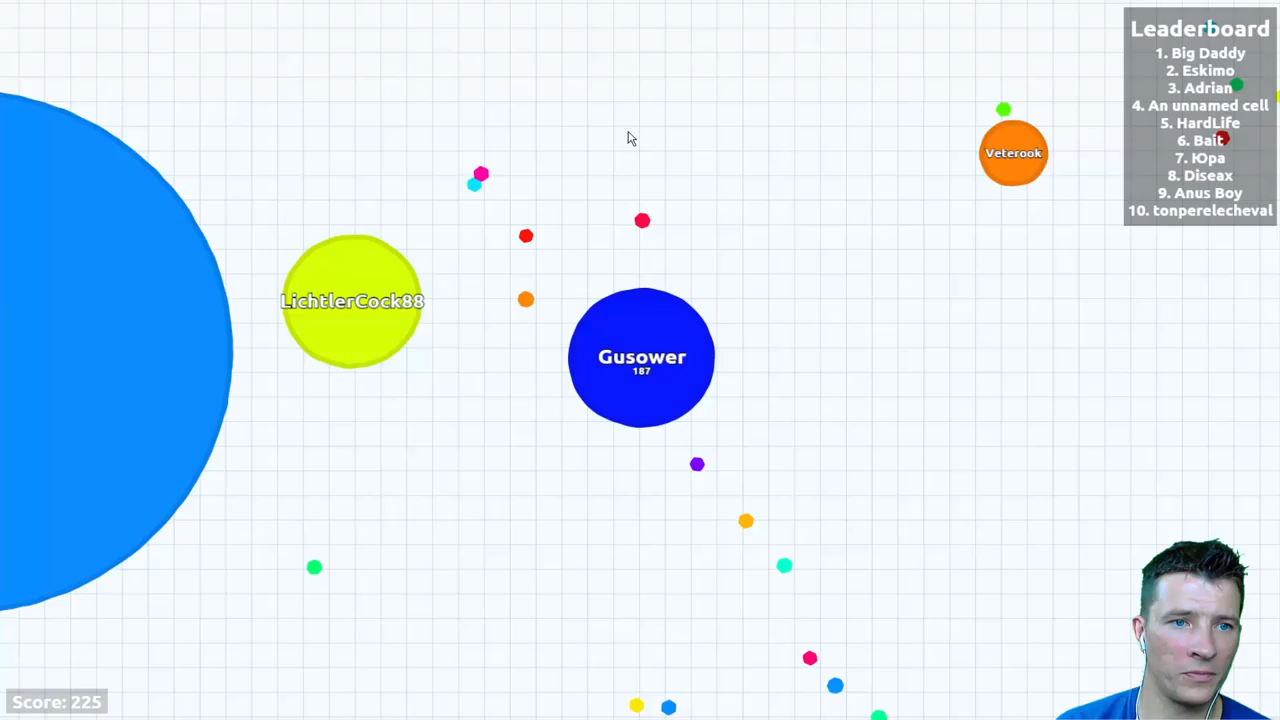 Leaderboard
1. Big Daddy
2. Eskimo
3. Adrian
4. An unnamed cell
5. HardLife
6. Bait
7. Юра
8. Diseax
9. Anus Boy
10. tonperelecheval
Veterook
LichtlerCock88
Gusower
187
Score: 225